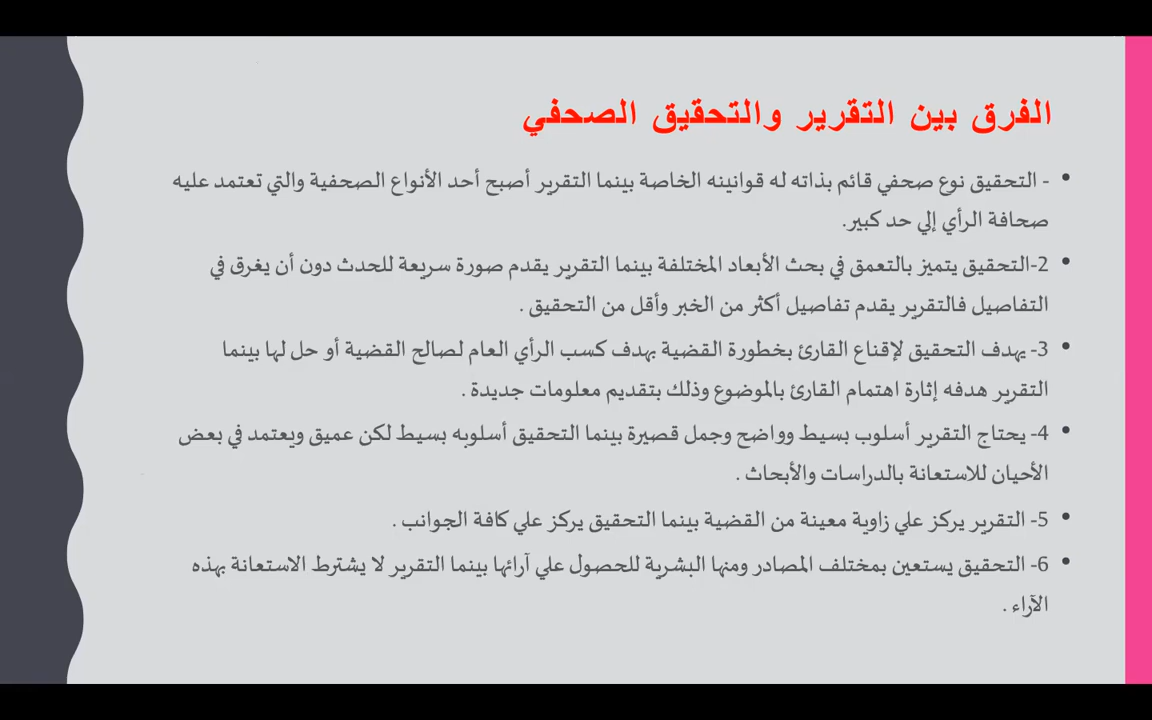 الفرق بين التقرير والتحقيق الصحفي
• - التحقيق نوع صحفي قائم بذاته له قوانينه الخاصة بينما التقرير أصبح أحد الأنواع الصحفية والتي تعتمد عليه
صحافة الرأي إلي حد كبير.
• 2-التحقيق يتميز بالتعمق في بحث الأبعاد المختلفة بينما التقرير يقدم صورة سريعة للحدث دون أن يغرق في
التفاصيل فالتقرير يقدم تفاصيل أكثر من الخبر وأقل من التحقيق .
• 3- يهدف التحقيق لإقناع القارئ بخطورة القضية بهدف كسب الرأي العام لصالح القضية أو حل لها بينما
التقرير هدفه إثارة اهتمام القارئ بالموضوع وذلك بتقديم معلومات جديدة .
• 4- يحتاج التقرير أسلوب بسيط وواضح وجمل قصيرة بينما التحقيق أسلوبه بسيط لكن عميق ويعتمد في بعض
الأحيان للاستعانة بالدراسات والأبحاث .
• 5- التقرير يركز علي زاوية معينة من القضية بينما التحقيق يركز علي كافة الجوانب .
• 6- التحقيق يستعين بمختلف المصادر ومنها البشرية للحصول علي آرائها بينما التقرير لا يشترط الاستعانة بهذه
الآراء .